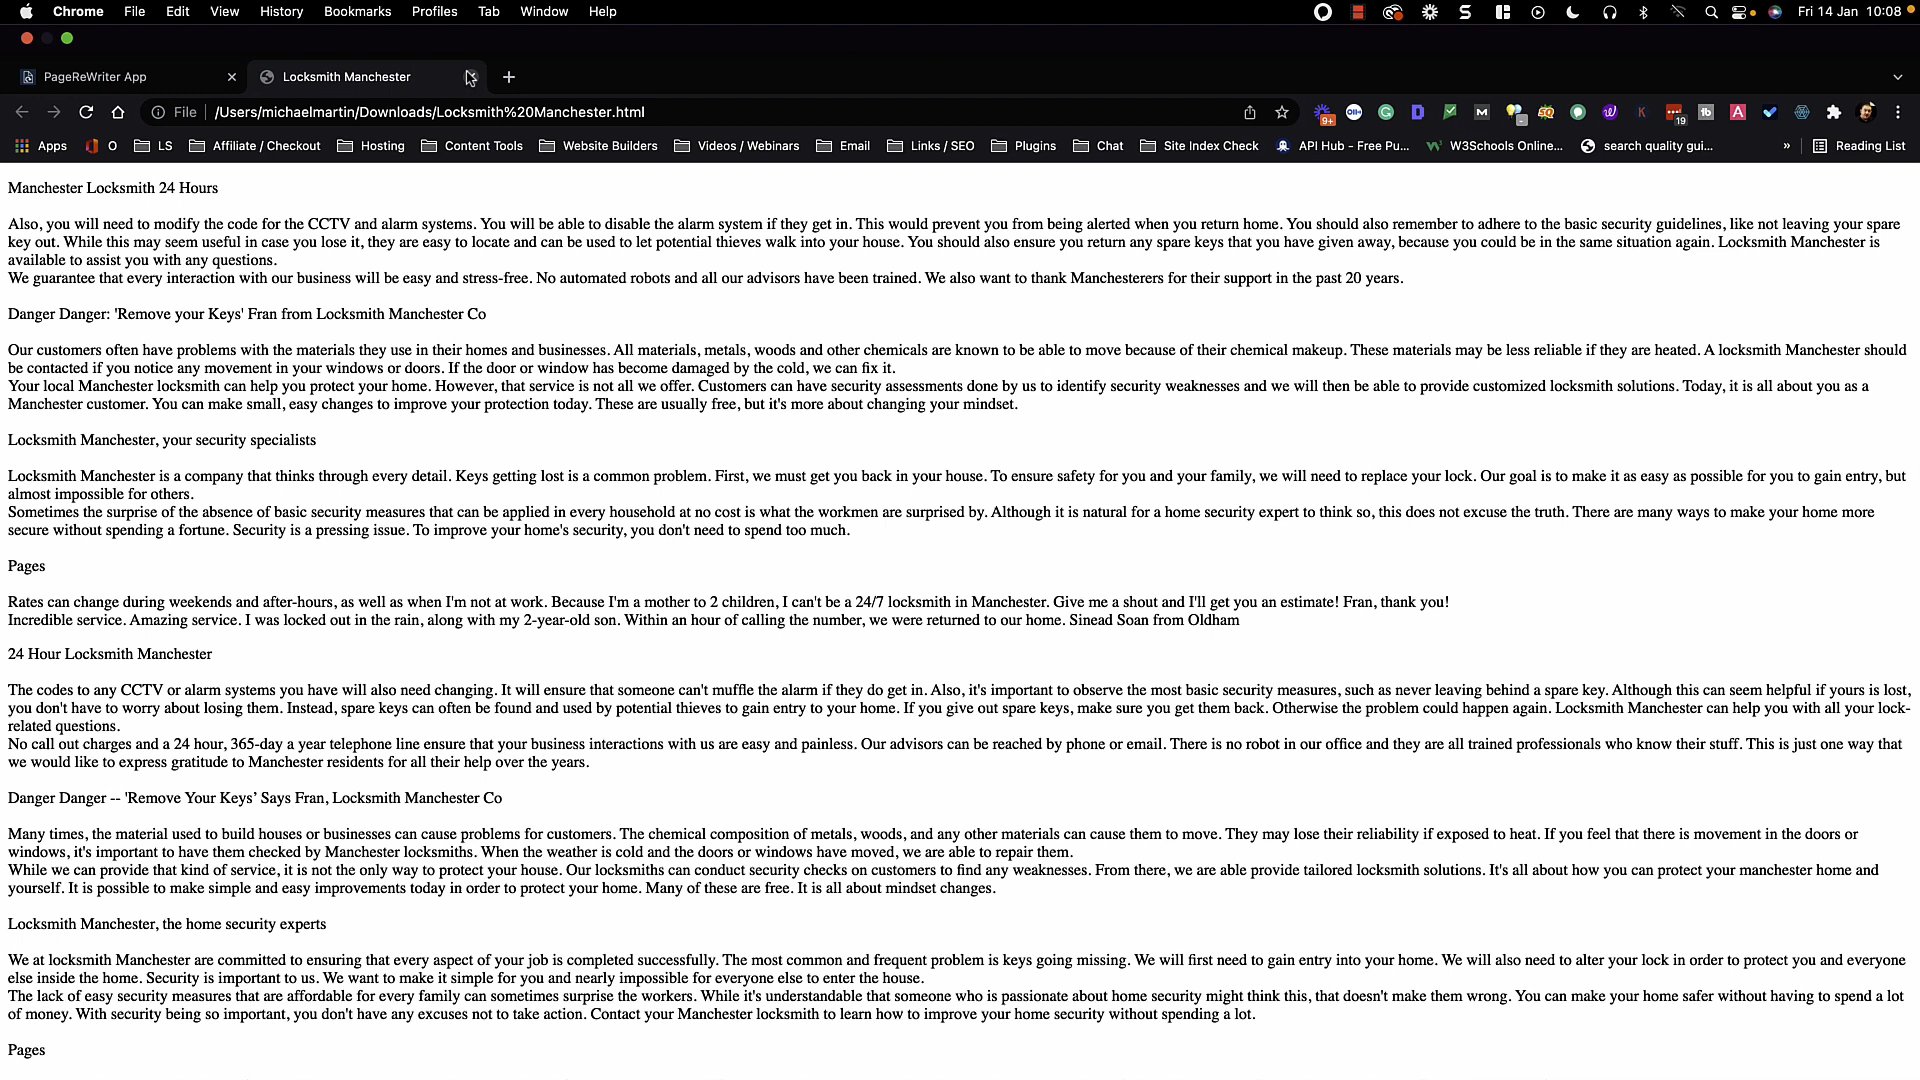 Chrome File Edit View History Bookmarks Profiles Tab Window Help Fri 14 Jan 10:08
PageReWriter App Locksmith Manchester
File /Users/michaelmartin/Downloads/Locksmith%20Manchester.html 9+ 19
Apps O LS Affiliate / Checkout Hosting Content Tools Website Builders Videos / Webinars Email Links / SEO Plugins Chat Site Index Check API Hub - Free Pu... W3Schools Online... search quality gui... » Reading List
Manchester Locksmith 24 Hours
Also, you will need to modify the code for the CCTV and alarm systems. You will be able to disable the alarm system if they get in. This would prevent you from being alerted when you return home. You should also remember to adhere to the basic security guidelines, like not leaving your spare
key out. While this may seem useful in case you lose it, they are easy to locate and can be used to let potential thieves walk into your house. You should also ensure you return any spare keys that you have given away, because you could be in the same situation again. Locksmith Manchester is
available to assist you with any questions.
We guarantee that every interaction with our business will be easy and stress-free. No automated robots and all our advisors have been trained. We also want to thank Manchesterers for their support in the past 20 years.
Danger Danger: 'Remove your Keys' Fran from Locksmith Manchester Co
Our customers often have problems with the materials they use in their homes and businesses. All materials, metals, woods and other chemicals are known to be able to move because of their chemical makeup. These materials may be less reliable if they are heated. A locksmith Manchester should
be contacted if you notice any movement in your windows or doors. If the door or window has become damaged by the cold, we can fix it.
Your local Manchester locksmith can help you protect your home. However, that service is not all we offer. Customers can have security assessments done by us to identify security weaknesses and we will then be able to provide customized locksmith solutions. Today, it is all about you as a
Manchester customer. You can make small, easy changes to improve your protection today. These are usually free, but it's more about changing your mindset.
Locksmith Manchester, your security specialists
Locksmith Manchester is a company that thinks through every detail. Keys getting lost is a common problem. First, we must get you back in your house. To ensure safety for you and your family, we will need to replace your lock. Our goal is to make it as easy as possible for you to gain entry, but
almost impossible for others.
Sometimes the surprise of the absence of basic security measures that can be applied in every household at no cost is what the workmen are surprised by. Although it is natural for a home security expert to think so, this does not excuse the truth. There are many ways to make your home more
secure without spending a fortune. Security is a pressing issue. To improve your home's security, you don't need to spend too much.
Pages
Rates can change during weekends and after-hours, as well as when I'm not at work. Because I'm a mother to 2 children, I can't be a 24/7 locksmith in Manchester. Give me a shout and I'll get you an estimate! Fran, thank you!
Incredible service. Amazing service. I was locked out in the rain, along with my 2-year-old son. Within an hour of calling the number, we were returned to our home. Sinead Soan from Oldham
24 Hour Locksmith Manchester
The codes to any CCTV or alarm systems you have will also need changing. It will ensure that someone can't muffle the alarm if they do get in. Also, it's important to observe the most basic security measures, such as never leaving behind a spare key. Although this can seem helpful if yours is lost,
you don't have to worry about losing them. Instead, spare keys can often be found and used by potential thieves to gain entry to your home. If you give out spare keys, make sure you get them back. Otherwise the problem could happen again. Locksmith Manchester can help you with all your lock-
related questions.
No call out charges and a 24 hour, 365-day a year telephone line ensure that your business interactions with us are easy and painless. Our advisors can be reached by phone or email. There is no robot in our office and they are all trained professionals who know their stuff. This is just one way that
we would like to express gratitude to Manchester residents for all their help over the years.
Danger Danger -- 'Remove Your Keys’ Says Fran, Locksmith Manchester Co
Many times, the material used to build houses or businesses can cause problems for customers. The chemical composition of metals, woods, and any other materials can cause them to move. They may lose their reliability if exposed to heat. If you feel that there is movement in the doors or
windows, it's important to have them checked by Manchester locksmiths. When the weather is cold and the doors or windows have moved, we are able to repair them.
While we can provide that kind of service, it is not the only way to protect your house. Our locksmiths can conduct security checks on customers to find any weaknesses. From there, we are able provide tailored locksmith solutions. It's all about how you can protect your manchester home and
yourself. It is possible to make simple and easy improvements today in order to protect your home. Many of these are free. It is all about mindset changes.
Locksmith Manchester, the home security experts
We at locksmith Manchester are committed to ensuring that every aspect of your job is completed successfully. The most common and frequent problem is keys going missing. We will first need to gain entry into your home. We will also need to alter your lock in order to protect you and everyone
else inside the home. Security is important to us. We want to make it simple for you and nearly impossible for everyone else to enter the house.
The lack of easy security measures that are affordable for every family can sometimes surprise the workers. While it's understandable that someone who is passionate about home security might think this, that doesn't make them wrong. You can make your home safer without having to spend a lot
of money. With security being so important, you don't have any excuses not to take action. Contact your Manchester locksmith to learn how to improve your home security without spending a lot.
Pages